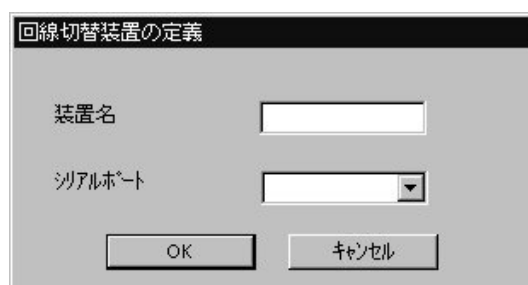 回線切替装置の定義
装置名
シリアルポート
OK
キャンセル